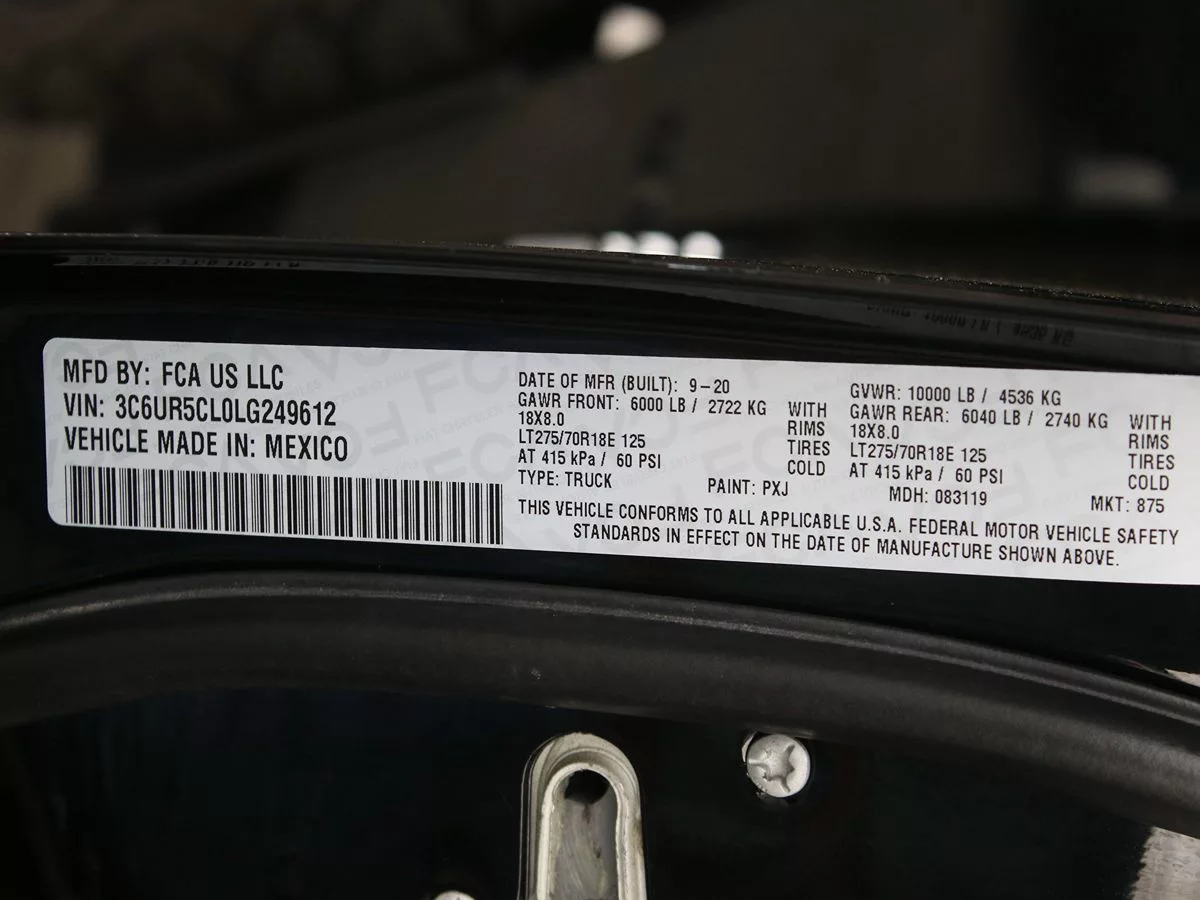 MFD BY: FCA US LLC
VIN: 3C6UR5CL0LG249612
VEHICLE MADE IN: MEXICO
DATE OF MFR (BUILT): 9-20
GAWR FRONT: 6000 LB / 2722 KG WITH
18X8.0 RIMS
LT275/70R18E 125 TIRES
AT 415 kPa / 60 PSI COLD
TYPE: TRUCK PAINT: PXJ
GVWR: 10000 LB / 4536 KG
GAWR REAR: 6040 LB / 2740 KG WITH
18X8.0 RIMS
LT275/70R18E 125 TIRES
AT 415 kPa / 60 PSI COLD
MDH: 083119 MKT: 875
THIS VEHICLE CONFORMS TO ALL APPLICABLE U.S.A. FEDERAL MOTOR VEHICLE SAFETY
STANDARDS IN EFFECT ON THE DATE OF MANUFACTURE SHOWN ABOVE.